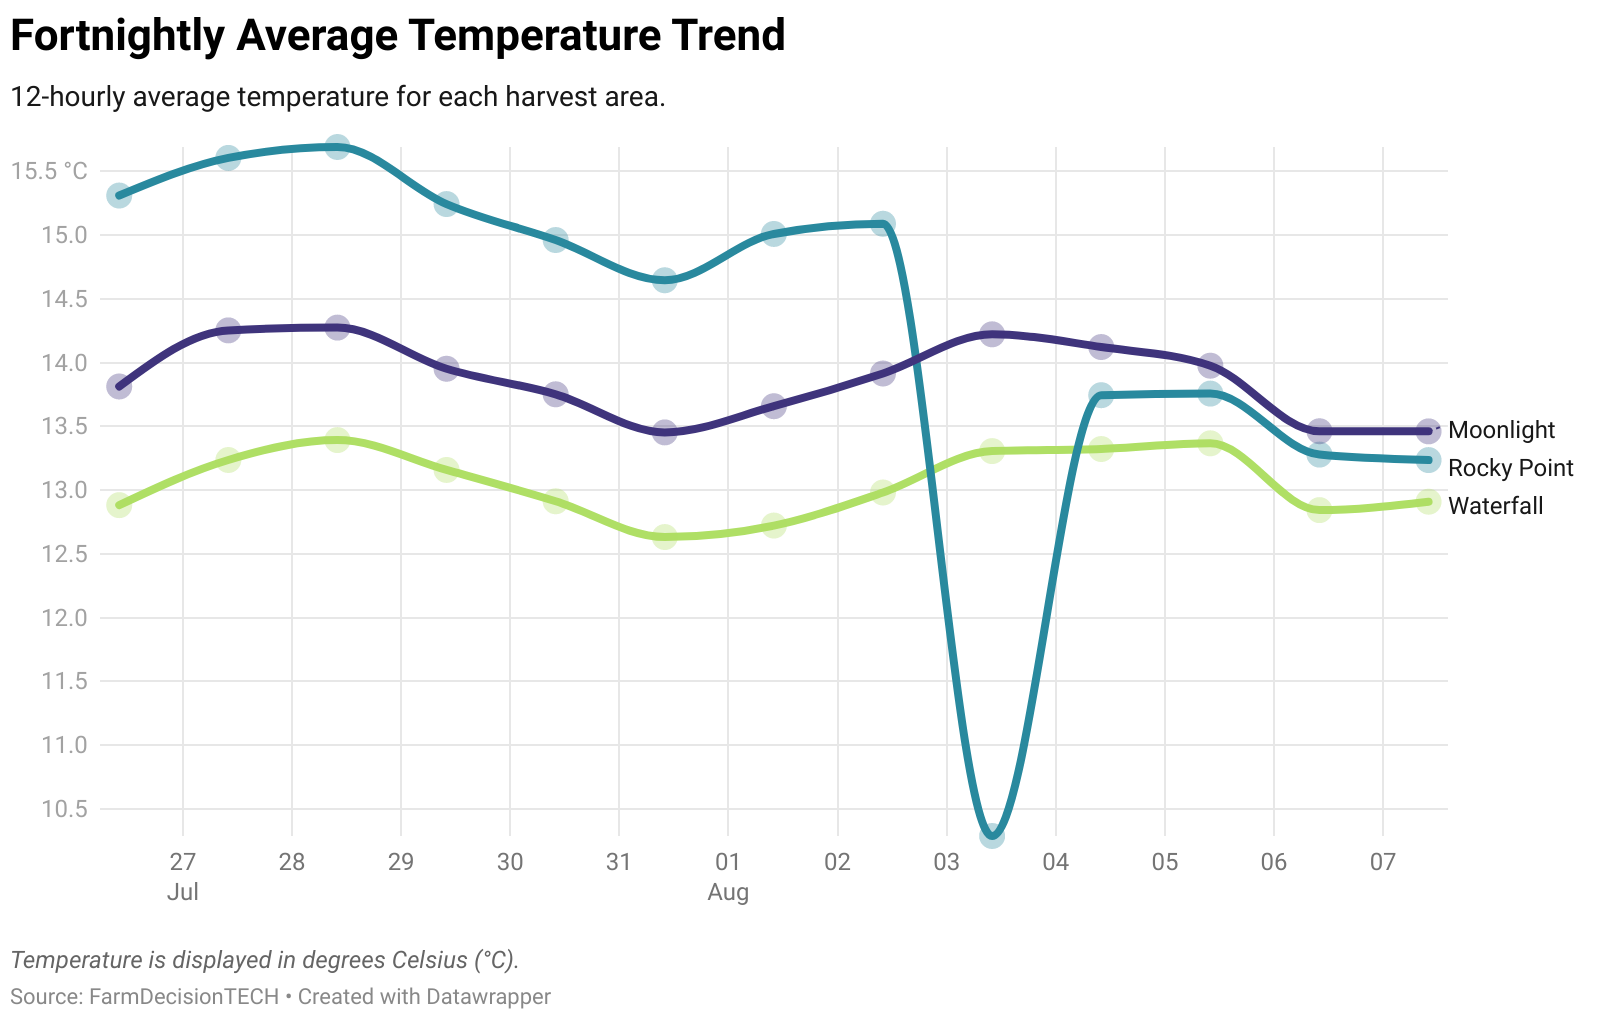 Fortnightly Average Temperature Trend
12-hourly average temperature for each harvest area.
15.5 °C
15.0
14.5
14.0
13.5
13.0
12.5
12.0
11.5
11.0
10.5
Moonlight
Rocky Point
Waterfall
27 28 29 30 31 01 02 03 04 05 06 07
Jul Aug
Temperature is displayed in degrees Celsius (°C).
Source: FarmDecisionTECH • Created with Datawrapper